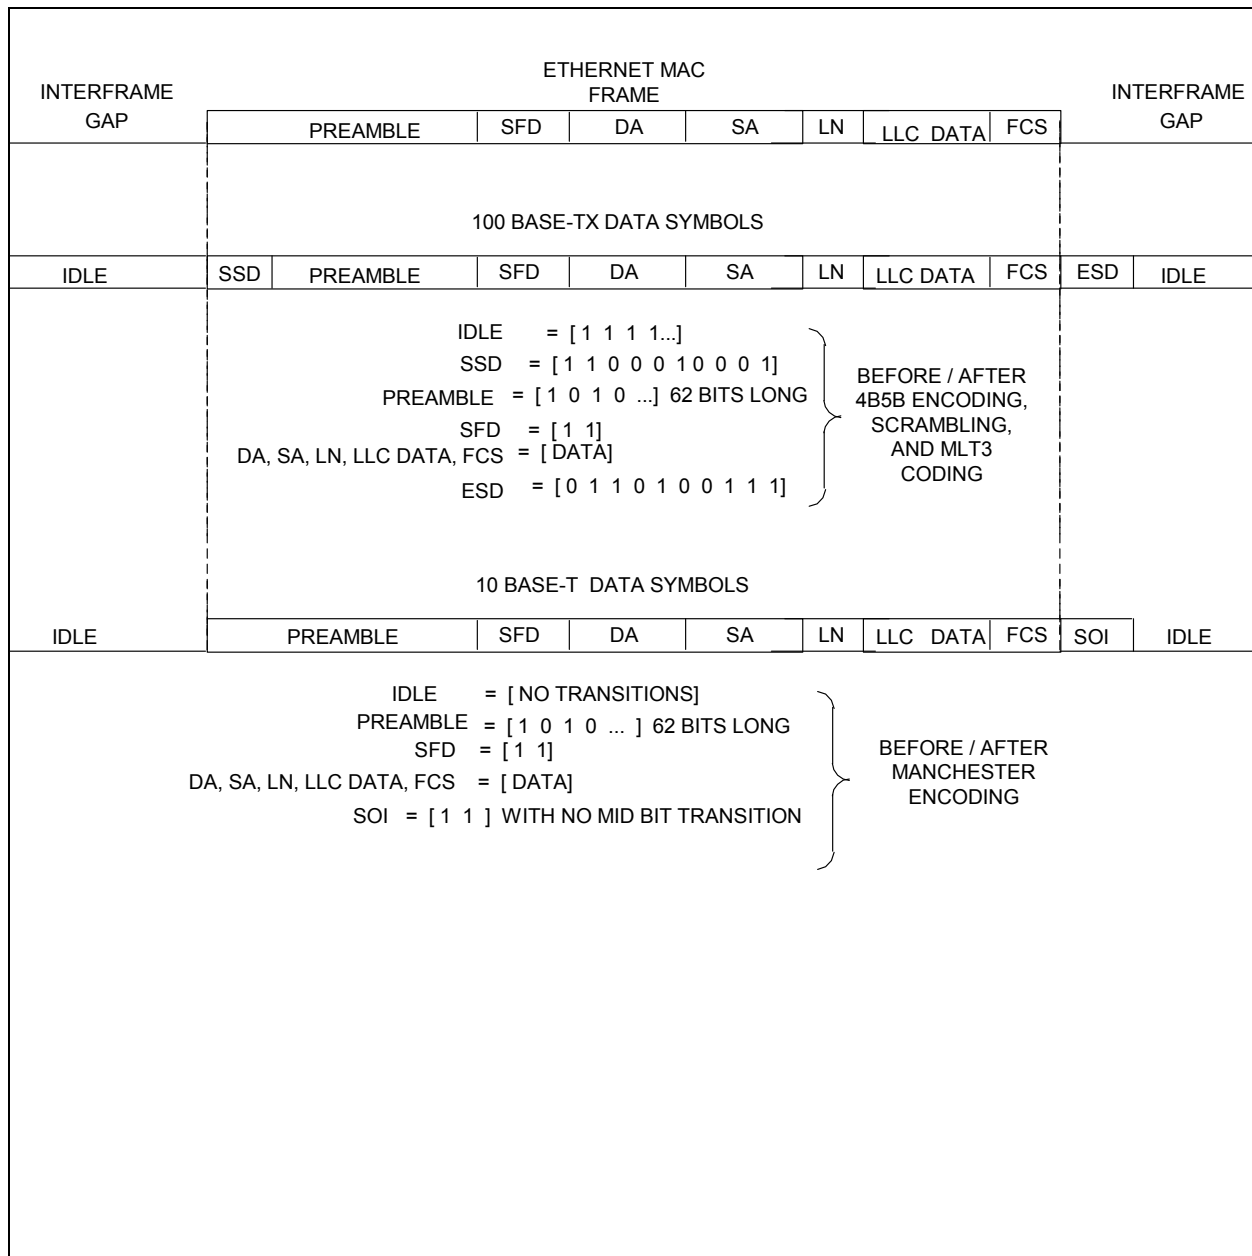 ETHERNET MAC
FRAME
INTERFRAME
GAP
INTERFRAME
GAP
PREAMBLE SFD DA SA LN LLC DATA FCS
100 BASE-TX DATA SYMBOLS
IDLE SSD PREAMBLE SFD DA SA LN LLC DATA FCS ESD IDLE
IDLE = [ 1 1 1 1...]
SSD = [ 1 1 0 0 0 1 0 0 0 1]
PREAMBLE = [ 1 0 1 0 ...] 62 BITS LONG
SFD = [ 1 1]
DA, SA, LN, LLC DATA, FCS = [ DATA]
ESD = [ 0 1 1 0 1 0 0 1 1 1]
BEFORE / AFTER
4B5B ENCODING,
SCRAMBLING,
AND MLT3
CODING
10 BASE-T DATA SYMBOLS
IDLE PREAMBLE SFD DA SA LN LLC DATA FCS SOI IDLE
IDLE = [ NO TRANSITIONS]
PREAMBLE = [ 1 0 1 0 ... ] 62 BITS LONG
SFD = [ 1 1]
DA, SA, LN, LLC DATA, FCS = [ DATA]
SOI = [ 1 1 ] WITH NO MID BIT TRANSITION
BEFORE / AFTER
MANCHESTER
ENCODING